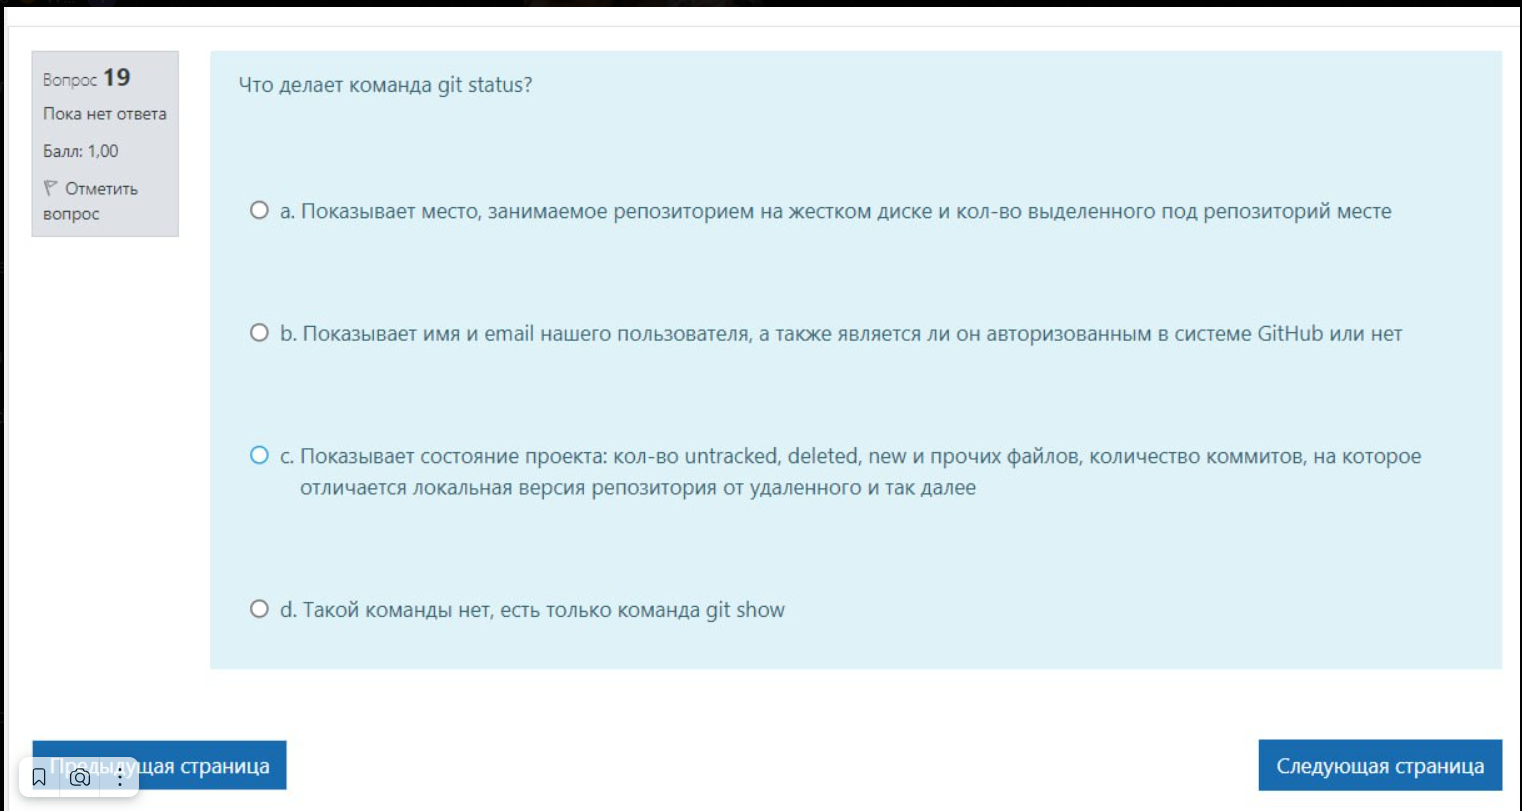 Вопрос 19
Пока нет ответа
Балл: 1,00
Отметить
вопрос
Что делает команда git status?
a. Показывает место, занимаемое репозиторием на жестком диске и кол-во выделенного под репозиторий месте
b. Показывает имя и email нашего пользователя, а также является ли он авторизованным в системе GitHub или нет
c. Показывает состояние проекта: кол-во untracked, deleted, new и прочих файлов, количество коммитов, на которое
отличается локальная версия репозитория от удаленного и так далее
d. Такой команды нет, есть только команда git show
Предыдущая страница
Следующая страница